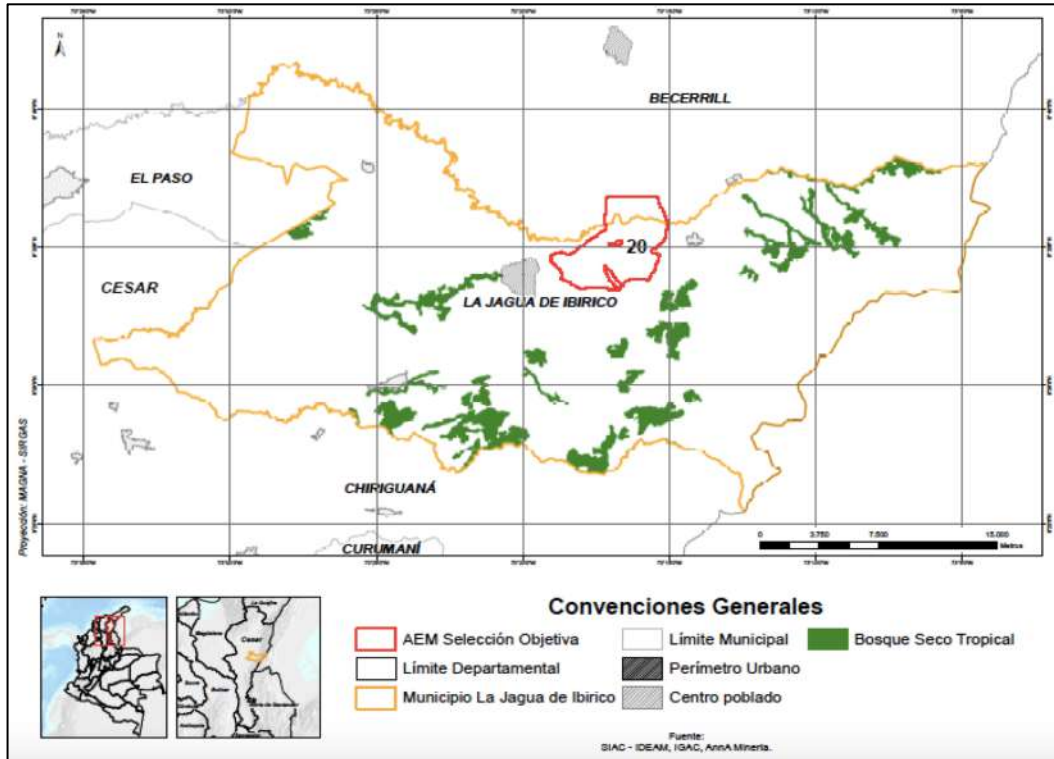 N
BECERRILL
EL PASO
20
CESAR
LA JAGUA DE IBIRICO
CHIRIGUANÁ
CURUMANÍ
Proyección: MAGNA - SIRGAS
0 3.750 7.500 15.000
Metros
Cesar
Convenciones Generales
AEM Selección Objetiva
Límite Municipal
Bosque Seco Tropical
Límite Departamental
Perímetro Urbano
Municipio La Jagua de Ibirico
Centro poblado
Fuente:
SIAC - IDEAM, IGAC, AnnA Minería.